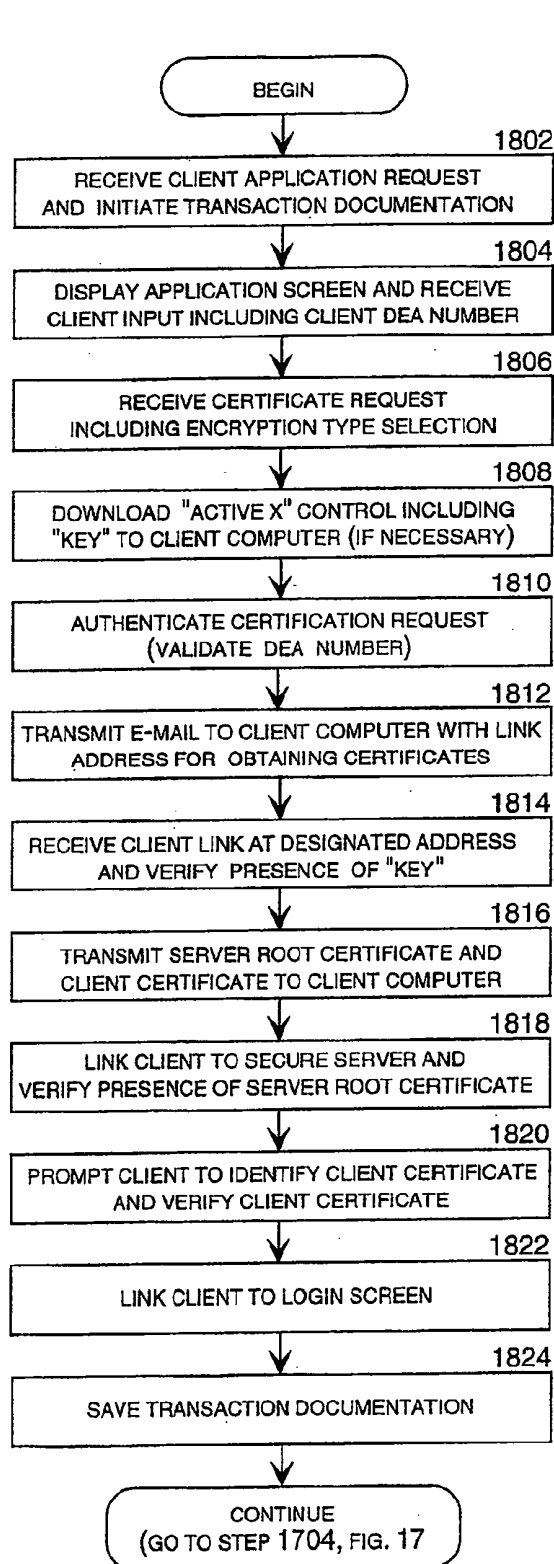 BEGIN
1802
RECEIVE CLIENT APPLICATION REQUEST
AND INITIATE TRANSACTION DOCUMENTATION
1804
DISPLAY APPLICATION SCREEN AND RECEIVE
CLIENT INPUT INCLUDING CLIENT DEA NUMBER
1806
RECEIVE CERTIFICATE REQUEST
INCLUDING ENCRYPTION TYPE SELECTION
1808
DOWNLOAD "ACTIVE X" CONTROL INCLUDING
"KEY" TO CLIENT COMPUTER (IF NECESSARY)
1810
AUTHENTICATE CERTIFICATION REQUEST
(VALIDATE DEA NUMBER)
1812
TRANSMIT E-MAIL TO CLIENT COMPUTER WITH LINK
ADDRESS FOR OBTAINING CERTIFICATES
1814
RECEIVE CLIENT LINK AT DESIGNATED ADDRESS
AND VERIFY PRESENCE OF "KEY"
1816
TRANSMIT SERVER ROOT CERTIFICATE AND
CLIENT CERTIFICATE TO CLIENT COMPUTER
1818
LINK CLIENT TO SECURE SERVER AND
VERIFY PRESENCE OF SERVER ROOT CERTIFICATE
1820
PROMPT CLIENT TO IDENTIFY CLIENT CERTIFICATE
AND VERIFY CLIENT CERTIFICATE
1822
LINK CLIENT TO LOGIN SCREEN
1824
SAVE TRANSACTION DOCUMENTATION
CONTINUE
(GO TO STEP 1704, FIG. 17